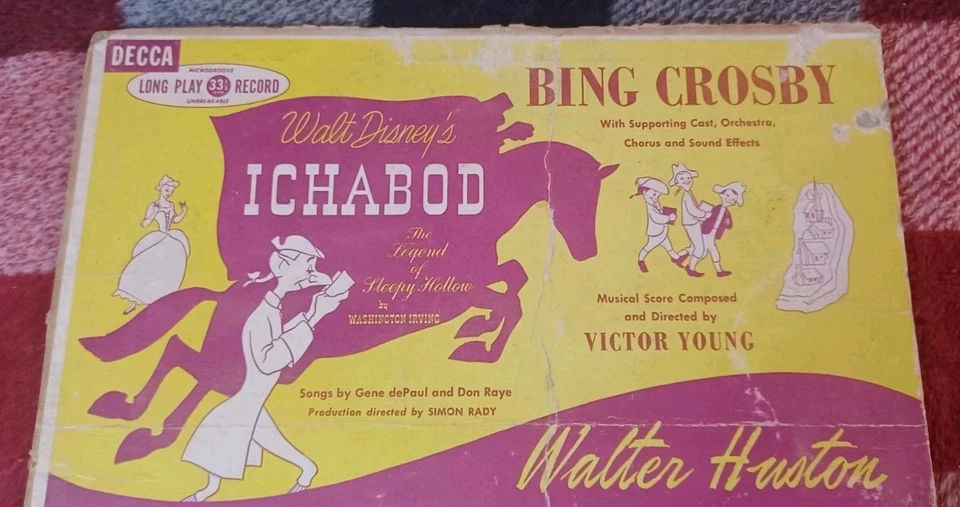 DECCA
MICROGROOVE
LONG PLAY 33⅓ RECORD
UNBREAKABLE
Walt Disney's
ICHABOD
The
Legend
of
Sleepy Hollow
by
WASHINGTON IRVING
Songs by Gene dePaul and Don Raye
Production directed by SIMON RADY
BING CROSBY
With Supporting Cast, Orchestra,
Chorus and Sound Effects
Musical Score Composed
and Directed by
VICTOR YOUNG
Walter Huston